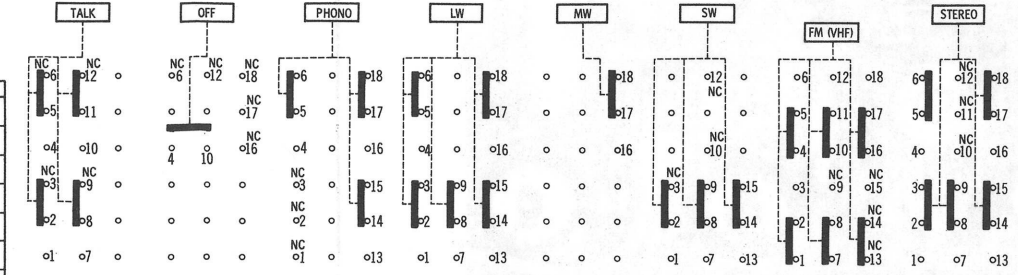 TALK OFF PHONO LW MW SW FM (VHF) STEREO
NC NC NC NC NC
6 12 6 12 18 6 18 6 18 18 12 6 12 18 6 12 18
NC NC NC
5 11 17 5 17 5 17 17 5 11 17 5 11 17
NC NC NC
4 10 16 4 16 4 16 16 10 4 10 16 4 10 16
4 10
NC NC NC NC NC NC
3 9 3 15 3 9 15 3 9 15 3 9 15 3 9 15
NC NC
2 8 2 14 2 8 14 2 8 14 2 8 14 2 8 14
NC NC
1 7 1 13 1 7 13 1 7 13 1 7 13 1 7 13